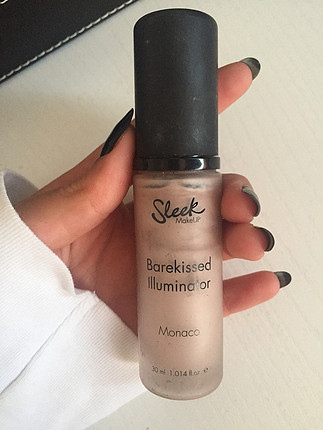 Sleek
MakeUP
Barekissed
Illuminator
Monaco
30 ml 1.014 fl.oz. e